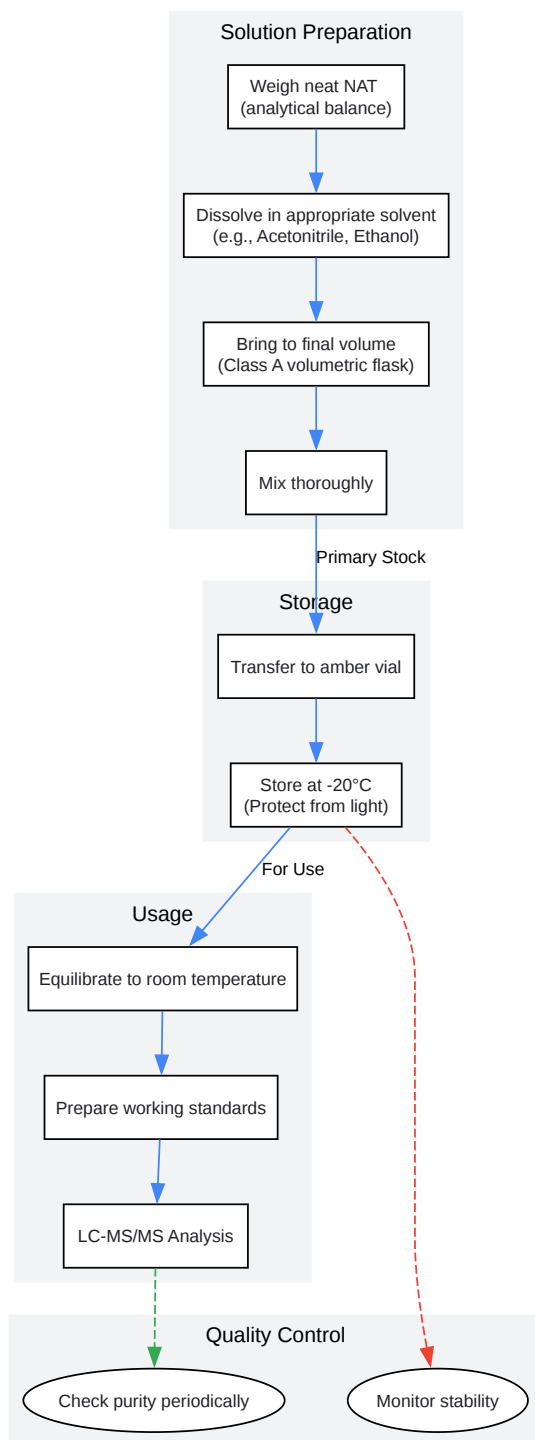 Solution Preparation
Weigh neat NAT
(analytical balance)
Dissolve in appropriate solvent
(e.g., Acetonitrile, Ethanol)
Bring to final volume
(Class A volumetric flask)
Mix thoroughly
Primary Stock
Storage
Transfer to amber vial
Store at -20°C
(Protect from light)
For Use
Usage
Equilibrate to room temperature
Prepare working standards
LC-MS/MS Analysis
Quality Control
Check purity periodically
Monitor stability